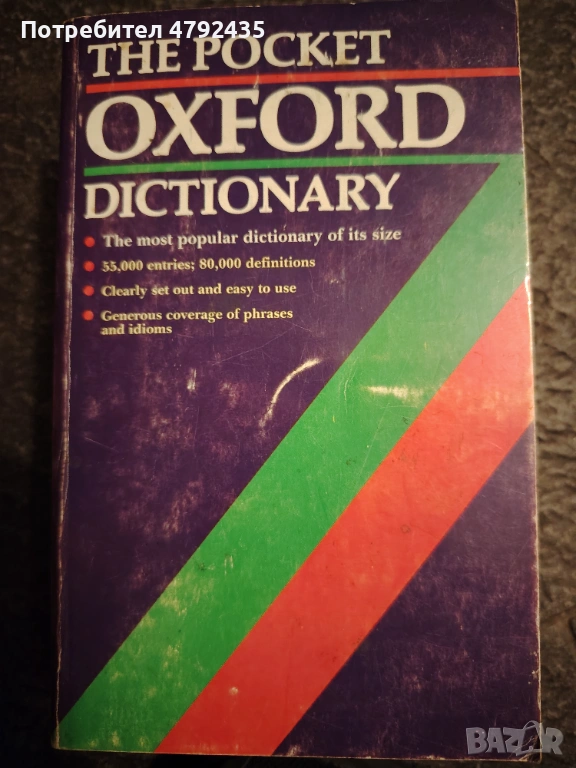 Потребител 4792435
THE POCKET
OXFORD
DICTIONARY
The most popular dictionary of its size
55,000 entries; 80,000 definitions
Clearly set out and easy to use
Generous coverage of phrases
and idioms
BAZAR